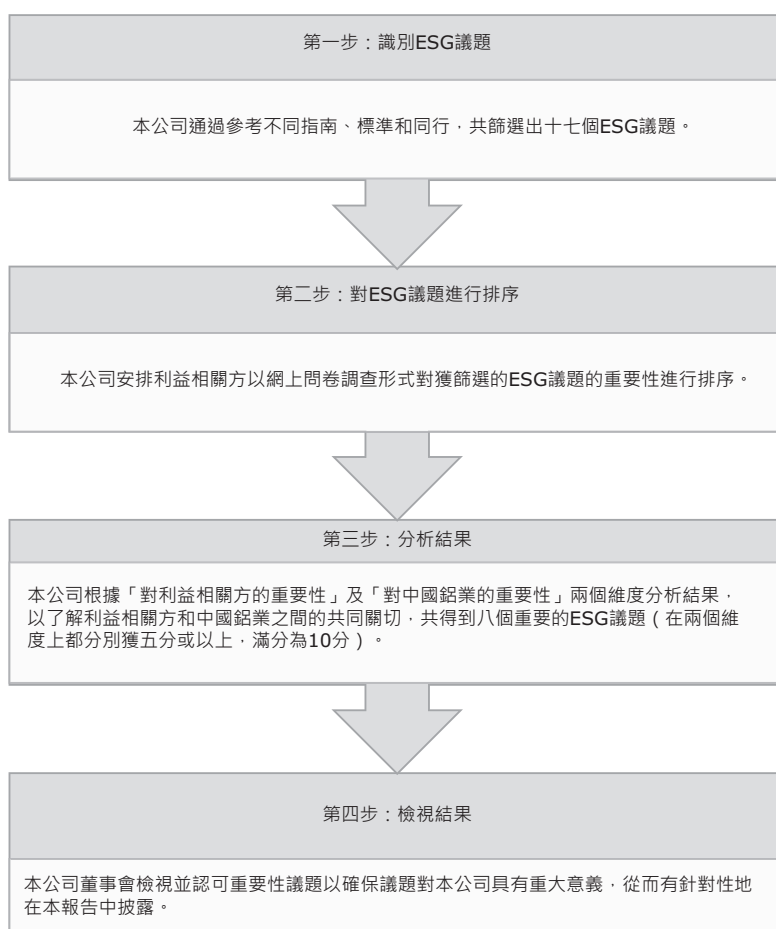 第一步：識別ESG議題
本公司通過參考不同指南、標準和同行，共篩選出十七個ESG議題。
第二步：對ESG議題進行排序
本公司安排利益相關方以網上問卷調查形式對獲篩選的ESG議題的重要性進行排序。
第三步：分析結果
本公司根據「對利益相關方的重要性」及「對中國鋁業的重要性」兩個維度分析結果，
以了解利益相關方和中國鋁業之間的共同關切，共得到八個重要的ESG議題（在兩個維
度上都分別獲五分或以上，滿分為10分）。
第四步：檢視結果
本公司董事會檢視並認可重要性議題以確保議題對本公司具有重大意義，從而有針對性地
在本報告中披露。